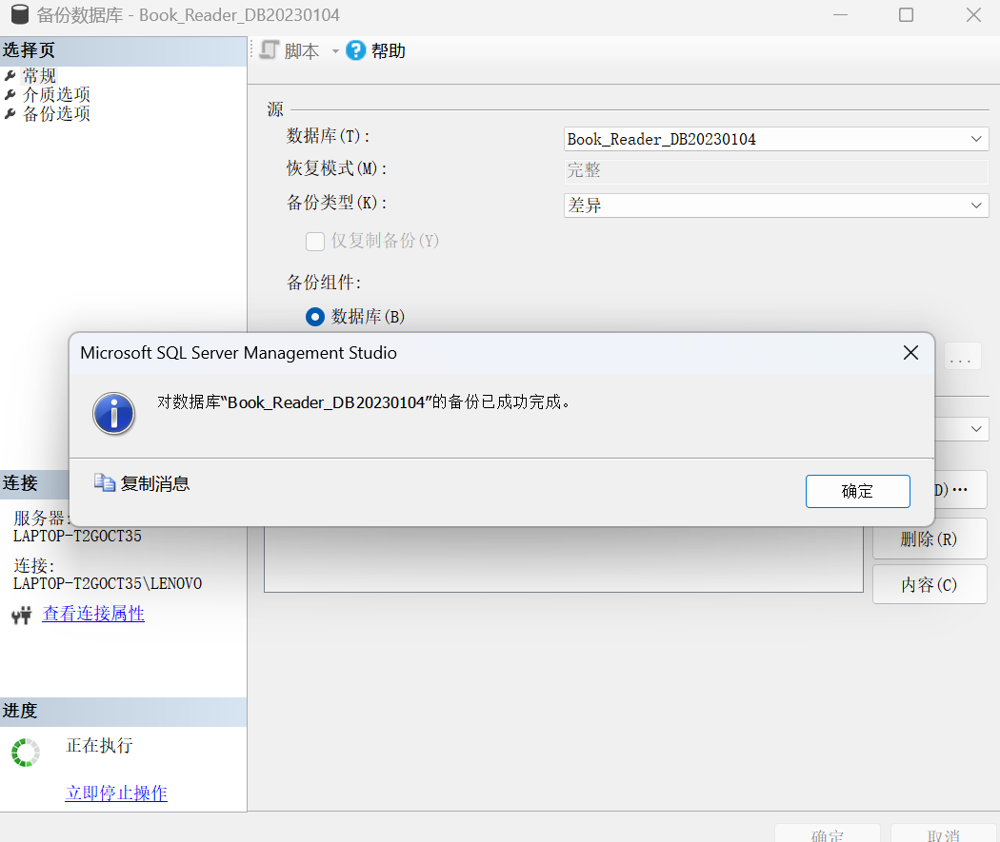 备份数据库 - Book_Reader_DB20230104
选择页
常规
介质选项
备份选项
脚本
帮助
源
数据库(T):
Book_Reader_DB20230104
恢复模式(M):
完整
备份类型(K):
差异
仅复制备份(Y)
备份组件:
数据库(B)
...
Microsoft SQL Server Management Studio
对数据库“Book_Reader_DB20230104”的备份已成功完成。
复制消息
确定
D)...
删除(R)
内容(C)
连接
服务器:
LAPTOP-T2GOCT35
连接:
LAPTOP-T2GOCT35\LENOVO
查看连接属性
进度
正在执行
立即停止操作
确定
取消